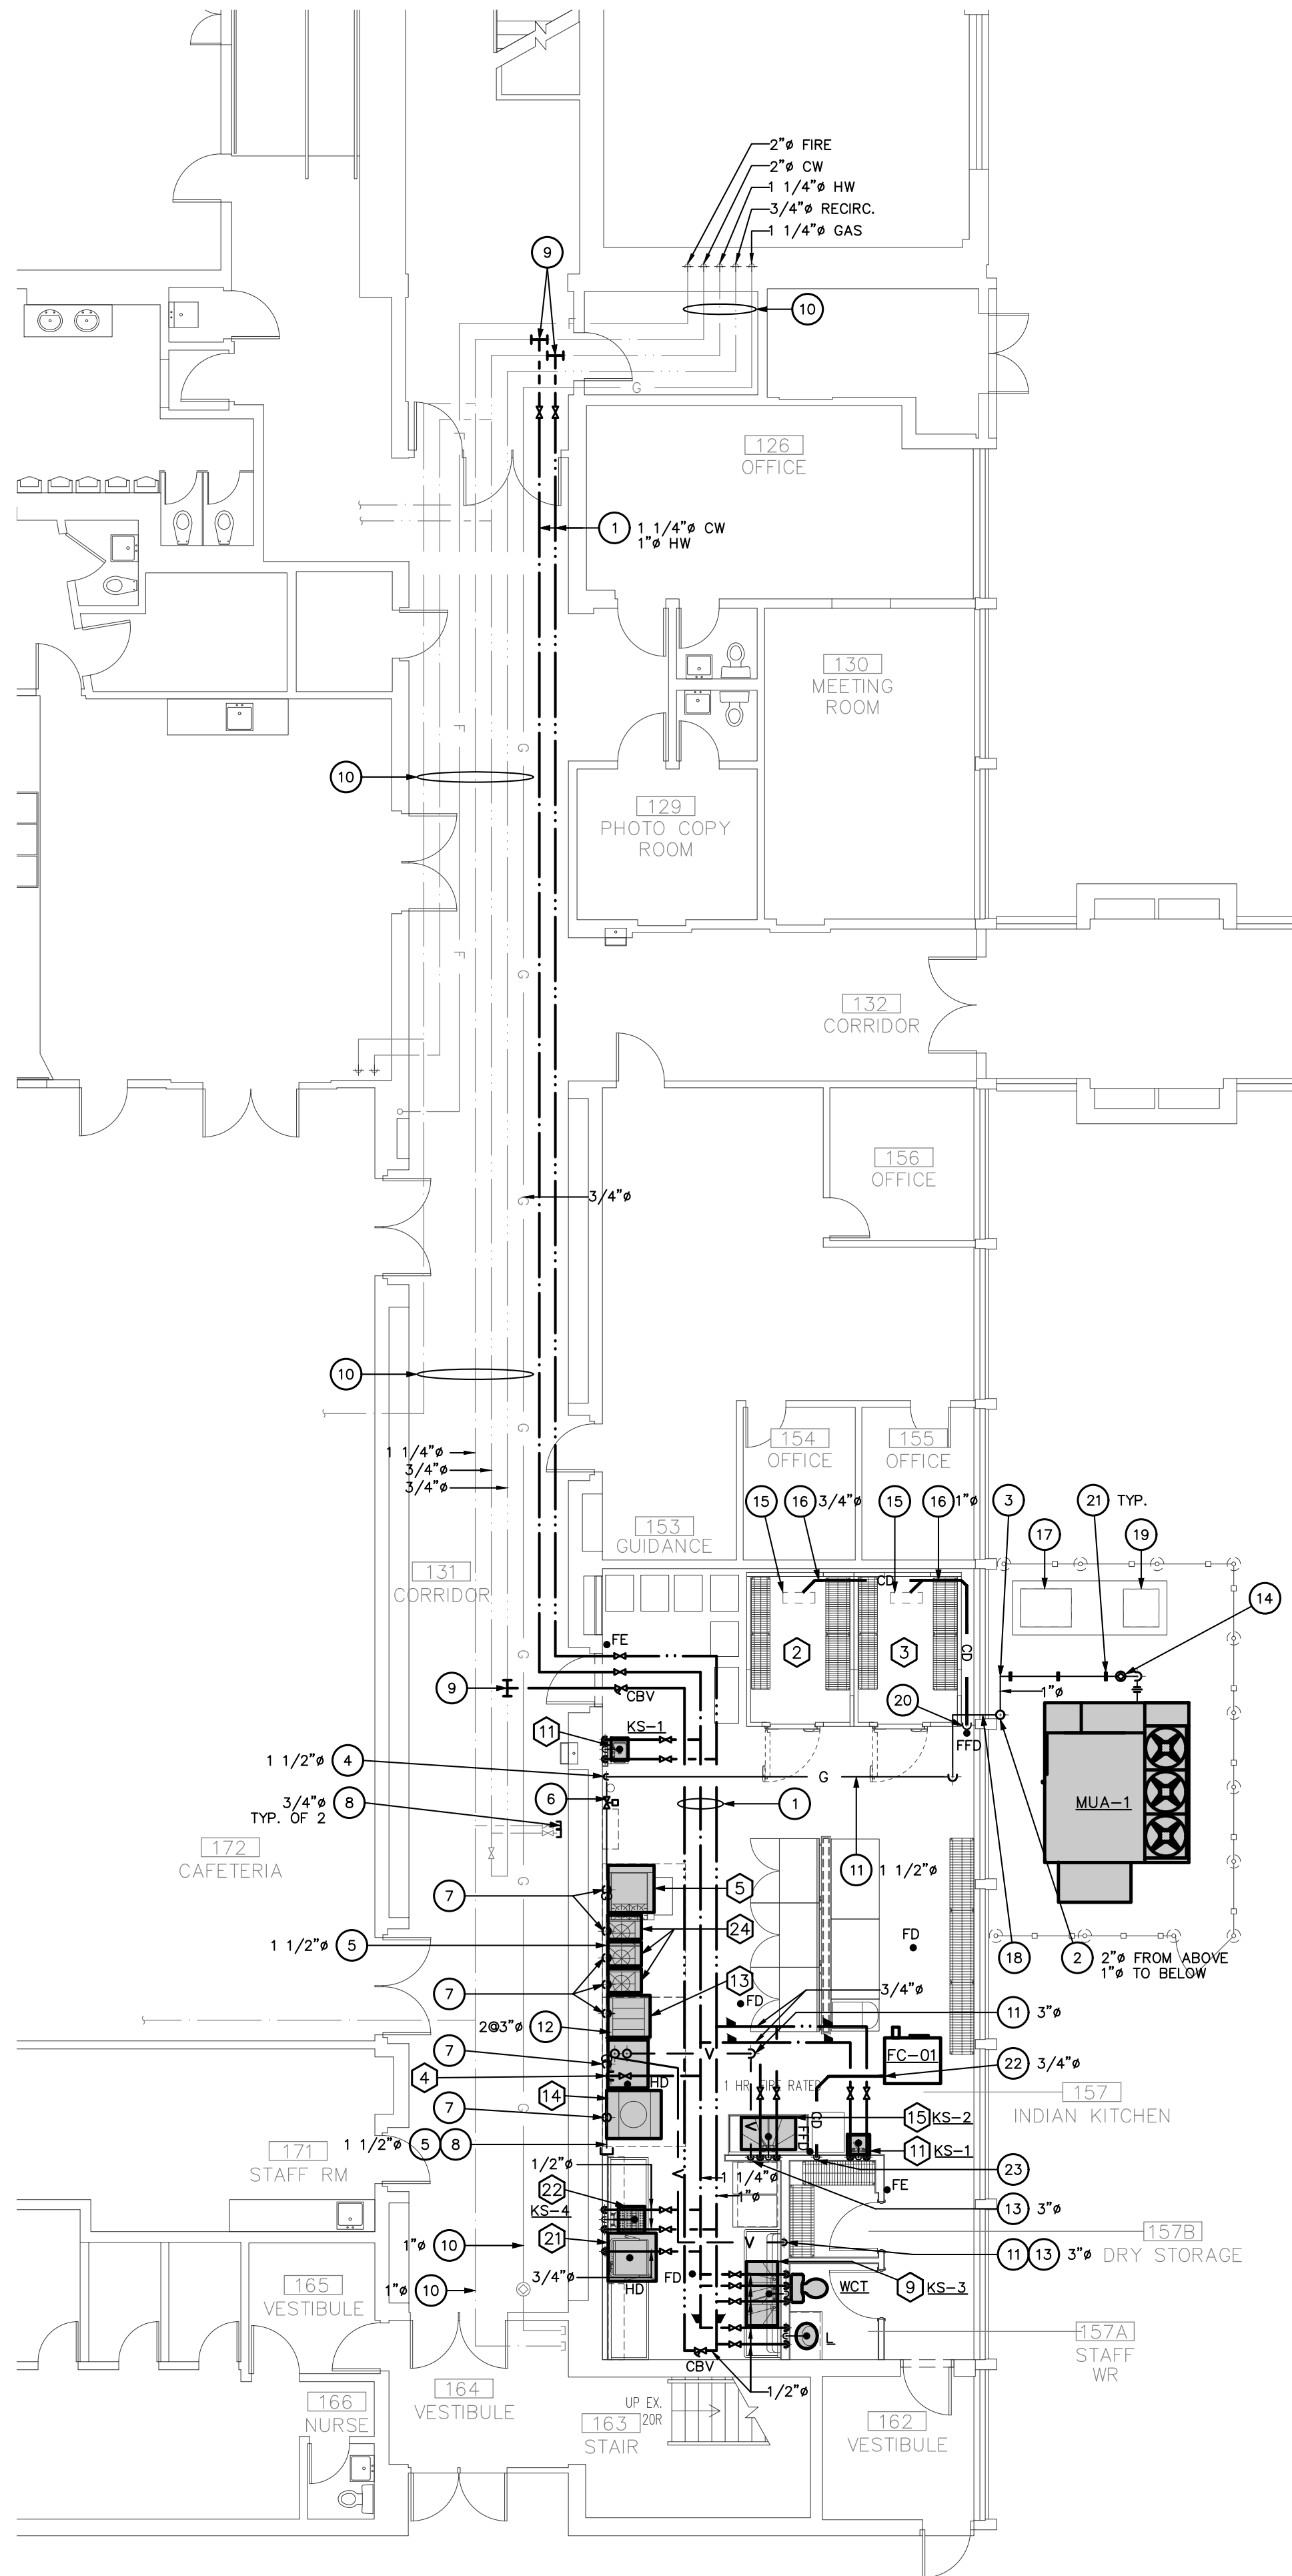 2"ø FIRE
2"ø CW
1 1/4"ø HW
3/4"ø RECIRC.
1 1/4"ø GAS
9
10
F
G
126
OFFICE
1 1 1/4"ø CW
1"ø HW
130
MEETING
ROOM
F
G
10
129
PHOTO COPY
ROOM
F
G
132
CORRIDOR
156
OFFICE
3/4"ø
G
10
G
1 1/4"ø
3/4"ø
3/4"ø
154
OFFICE
155
OFFICE
15
16 3/4"ø
15
16 1"ø
3
21 TYP.
153
GUIDANCE
17
19
131
CORRIDOR
CD
14
FE
2
3
CD
G
9
CBV
20
1"ø
KS-1
11
FFD
1 1/2"ø 4
G
6
1
MUA-1
3/4"ø 8
TYP. OF 2
172
CAFETERIA
11 1 1/2"ø
G
5
7
24
FD
1 1/2"ø 5
18
2 2"ø FROM ABOVE
1"ø TO BELOW
13
7
FD
3/4"ø
11 3"ø
2@3"ø 12
V
FC-01
7
22 3/4"ø
4
HD
1 HR FIRE RATED
157
INDIAN KITCHEN
14
G
7
15 KS-2
V
CD
FFD
1 1/2"ø 5 8
11 KS-1
171
STAFF RM
1/2"ø
V
1 1/4"ø
23
22
1"ø
FE
KS-4
13 3"ø
157B
DRY STORAGE
21
V
1"ø 10
11 13 3"ø
165
VESTIBULE
1"ø 10
3/4"ø
HD
FD
WCT
9 KS-3
157A
STAFF
WR
L
CBV
1/2"ø
166
NURSE
164
VESTIBULE
UP EX.
20R
163
STAIR
162
VESTIBULE